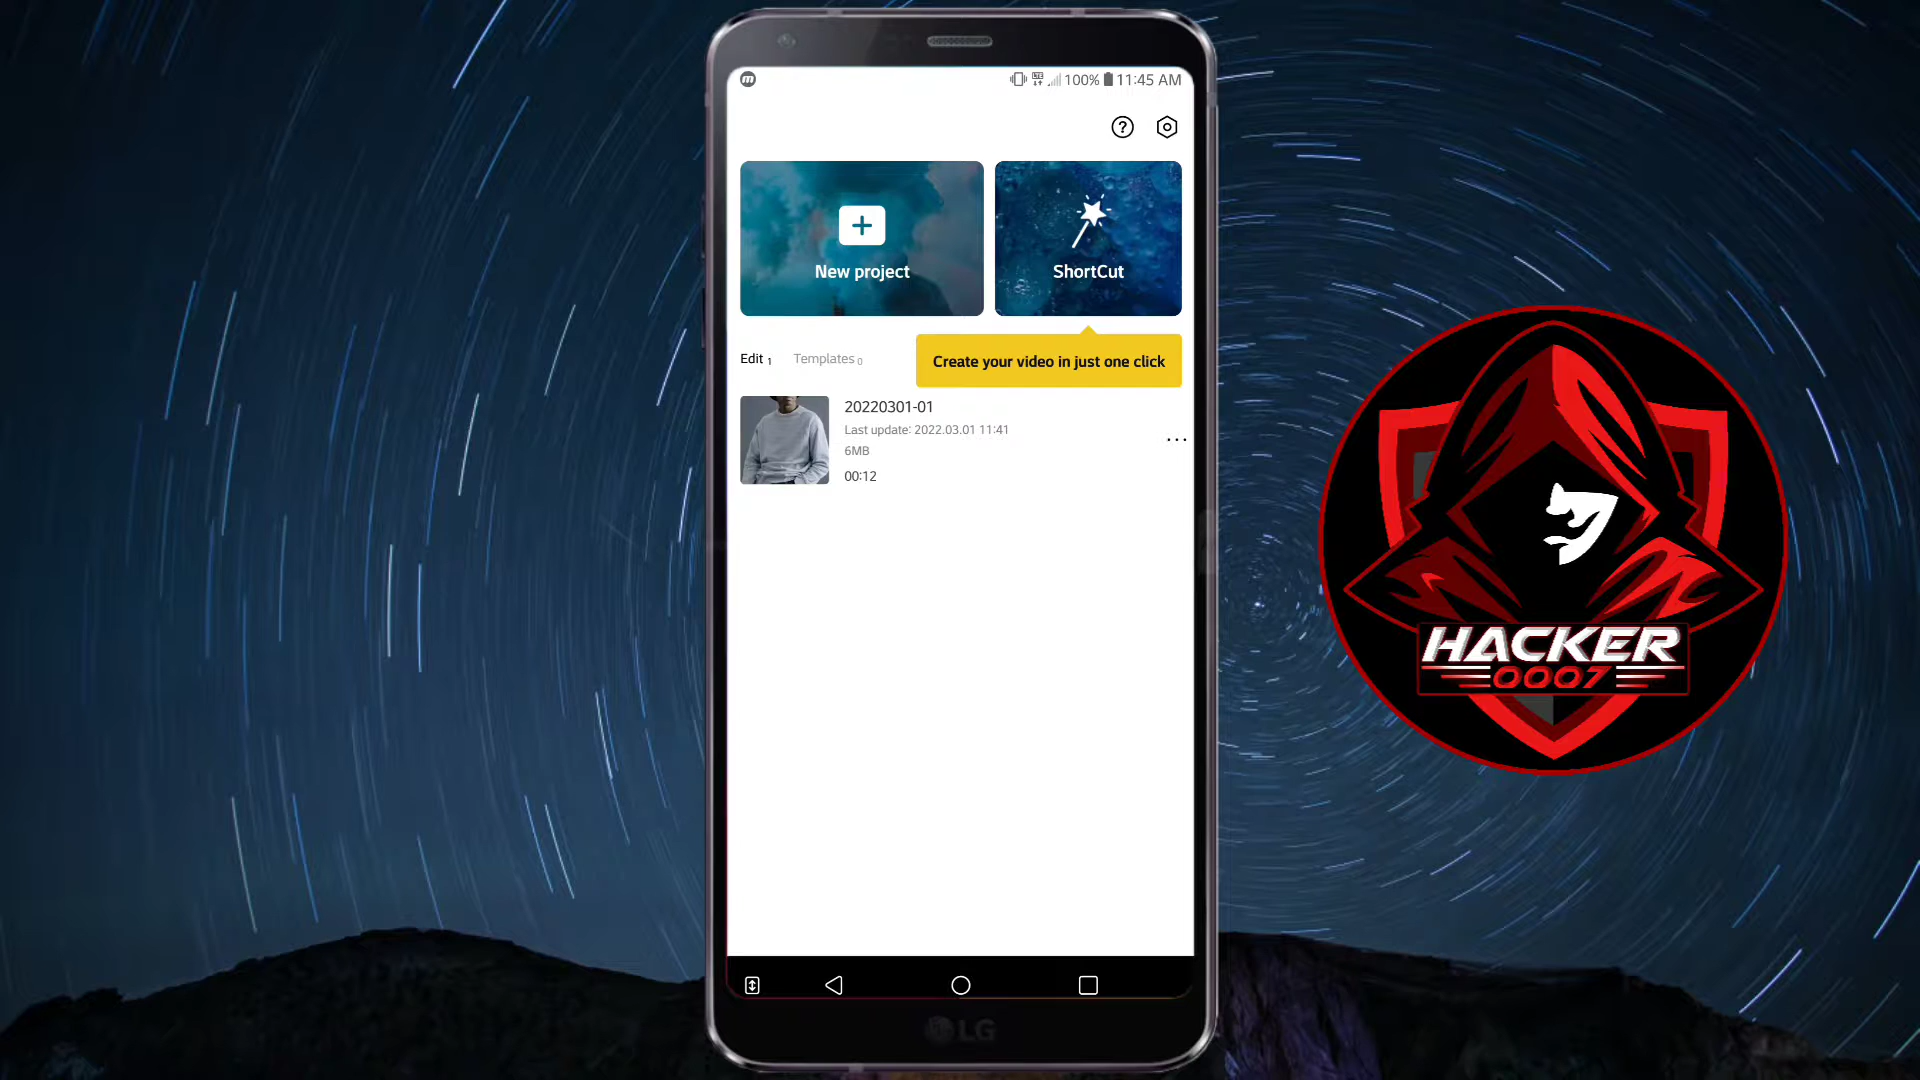 100% 11:45 AM
New project
ShortCut
Edit 1
Templates 0
Create your video in just one click
20220301-01
Last update: 2022.03.01 11:41
6MB
00:12
LG
HACKER
0007